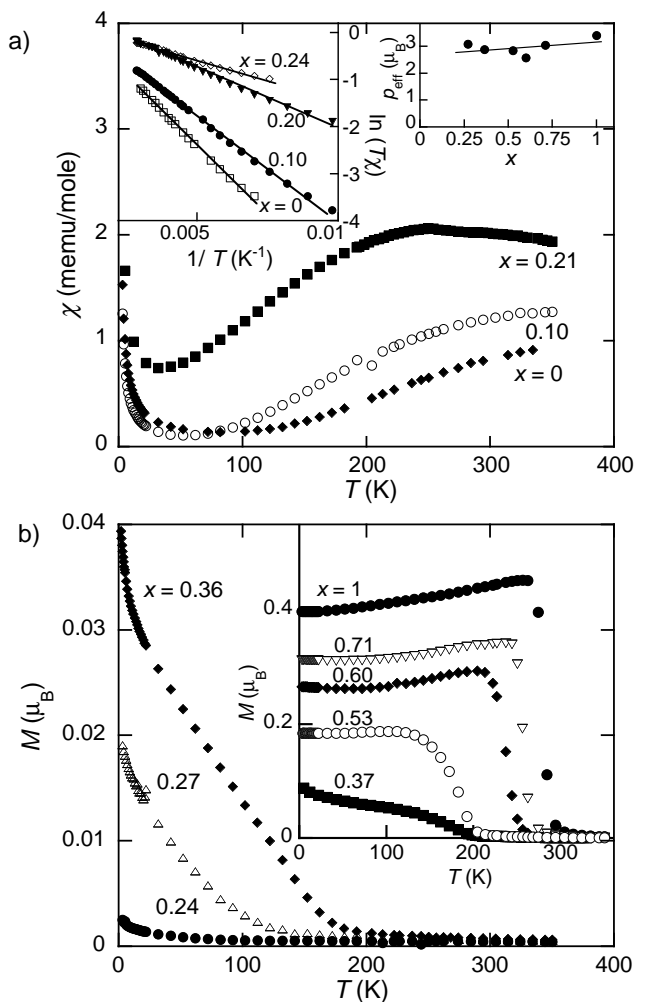 a)
4
3
2
1
0
χ (memu/mole)
0
100
200
300
400
T (K)
x = 0.21
0.10
x = 0
x = 0.24
0.20
0.10
x = 0
0
-1
-2
-3
-4
ln (Tχ)
0.005
0.01
1/ T (K⁻¹)
3
2
1
0
p_eff (μ_B)
0
0.25
0.5
0.75
1
x
b)
0.04
0.03
0.02
0.01
0
M (μ_B)
0
100
200
300
400
T (K)
x = 0.36
0.27
0.24
x = 1
0.71
0.60
0.53
0.37
0.4
0.2
0
M (μ_B)
0
100
200
300
T (K)